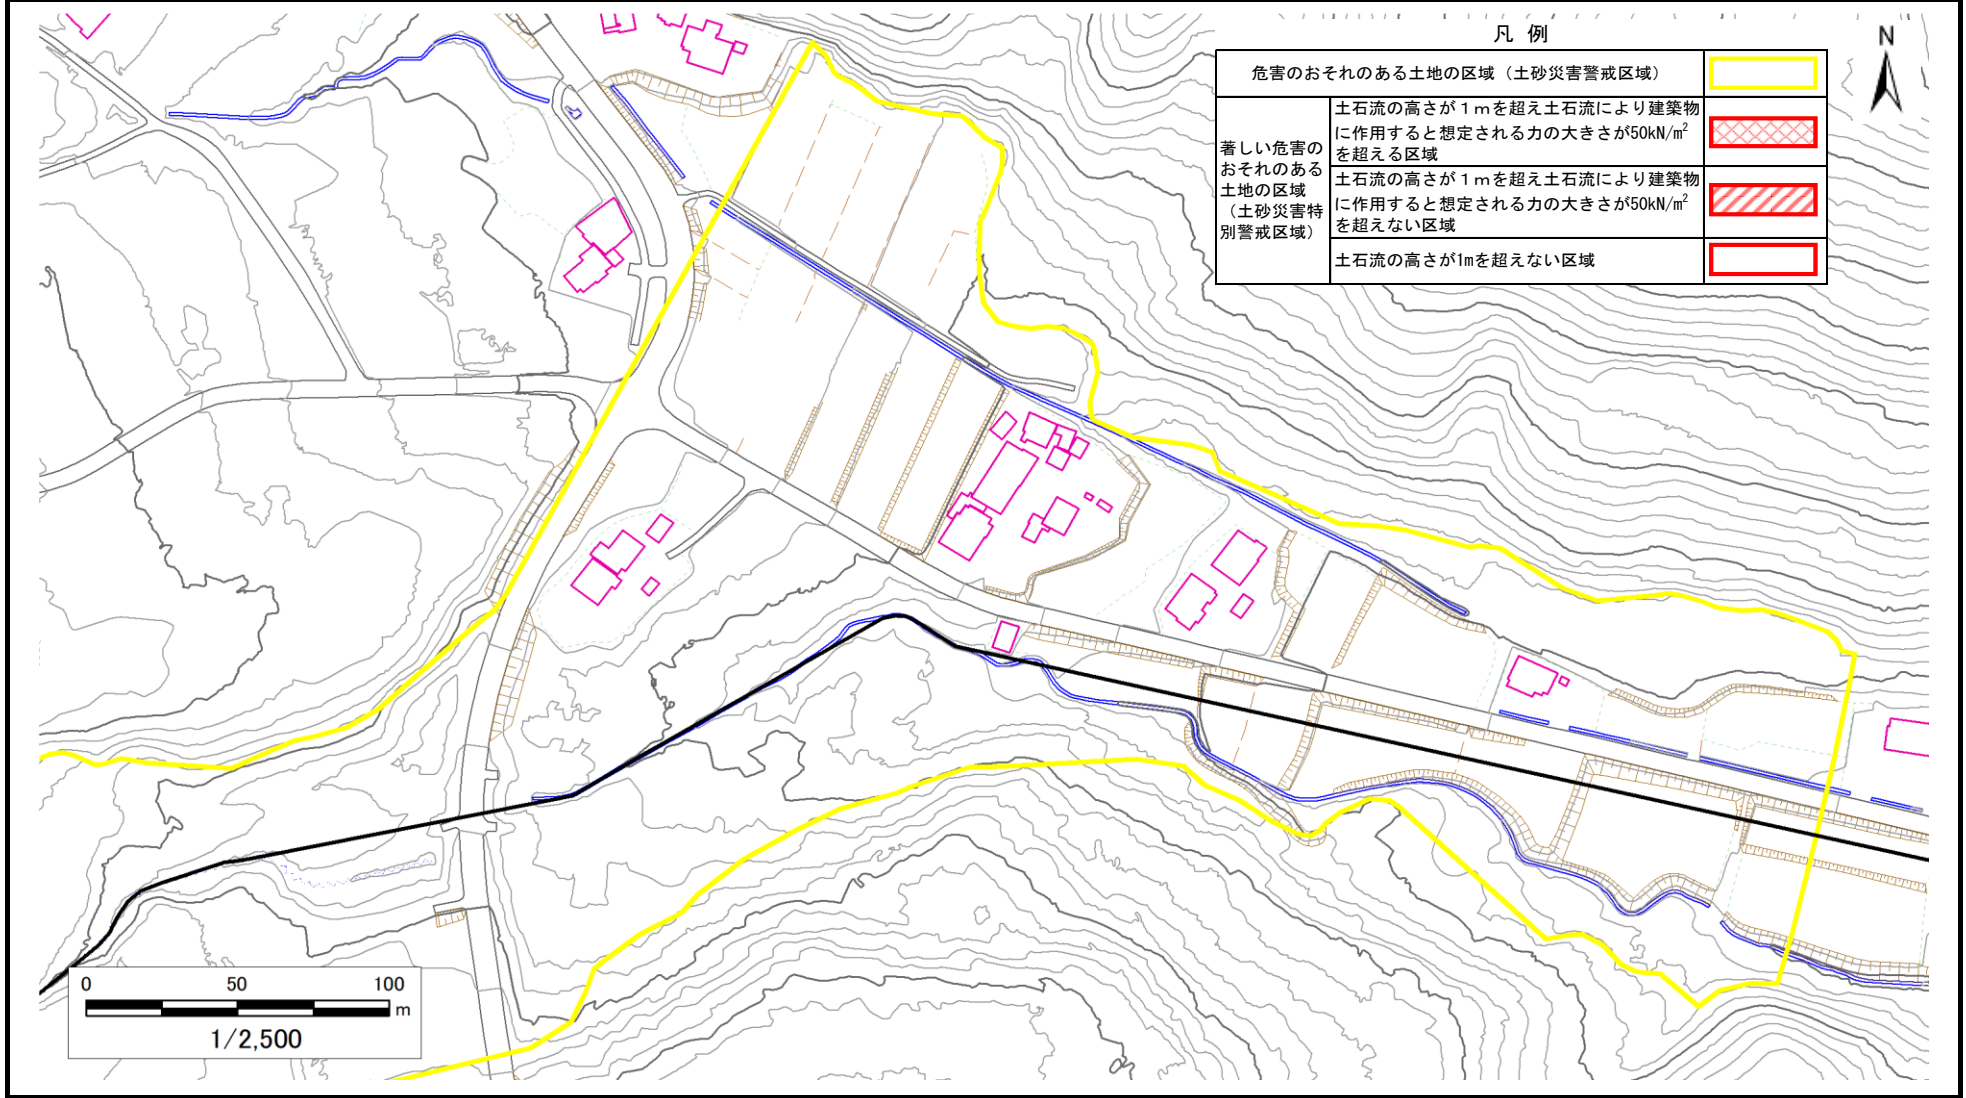 凡 例
N
危害のおそれのある土地の区域（土砂災害警戒区域）
著しい危害の
おそれのある
土地の区域
（土砂災害特
別警戒区域）
土石流の高さが１ｍを超え土石流により建築物
に作用すると想定される力の大きさが50kN/m²
を超える区域
土石流の高さが１ｍを超え土石流により建築物
に作用すると想定される力の大きさが50kN/m²
を超えない区域
土石流の高さが1mを超えない区域
0 50 100
m
1/2,500